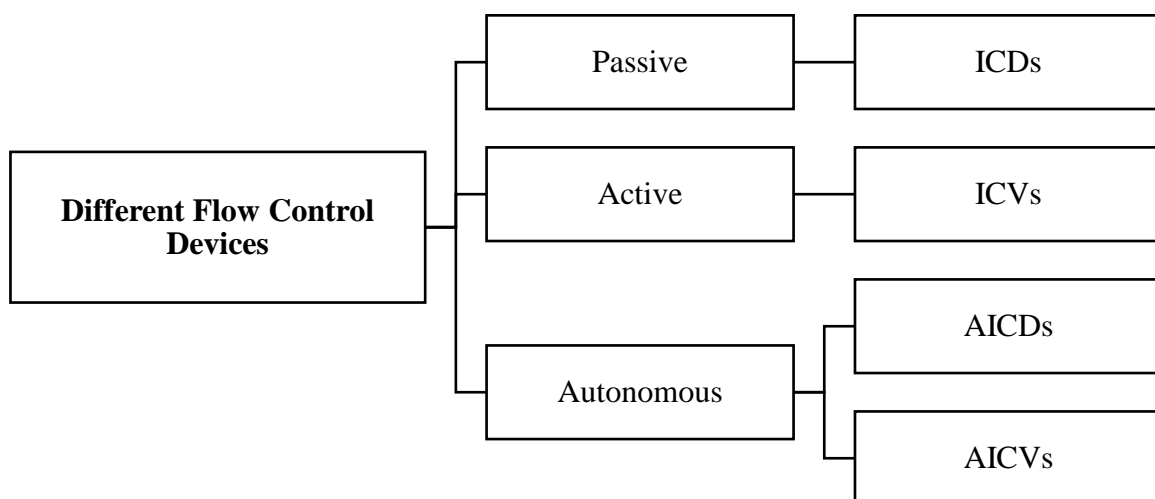 Different Flow Control
Devices
Passive
ICDs
Active
ICVs
Autonomous
AICDs
AICVs